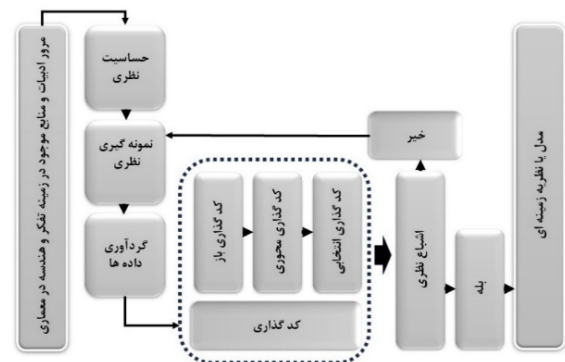 مرور ادبیات و منابع موجود در زمینه تفکر و هندسه در معماری
حساسیت
نظری
نمونه گیری
نظری
گردآوری
داده ها
کد گذاری باز
کد گذاری محوری
کد گذاری انتخابی
کد گذاری
خیر
اشباع نظری
بله
مدل یا نظریه زمینه ای